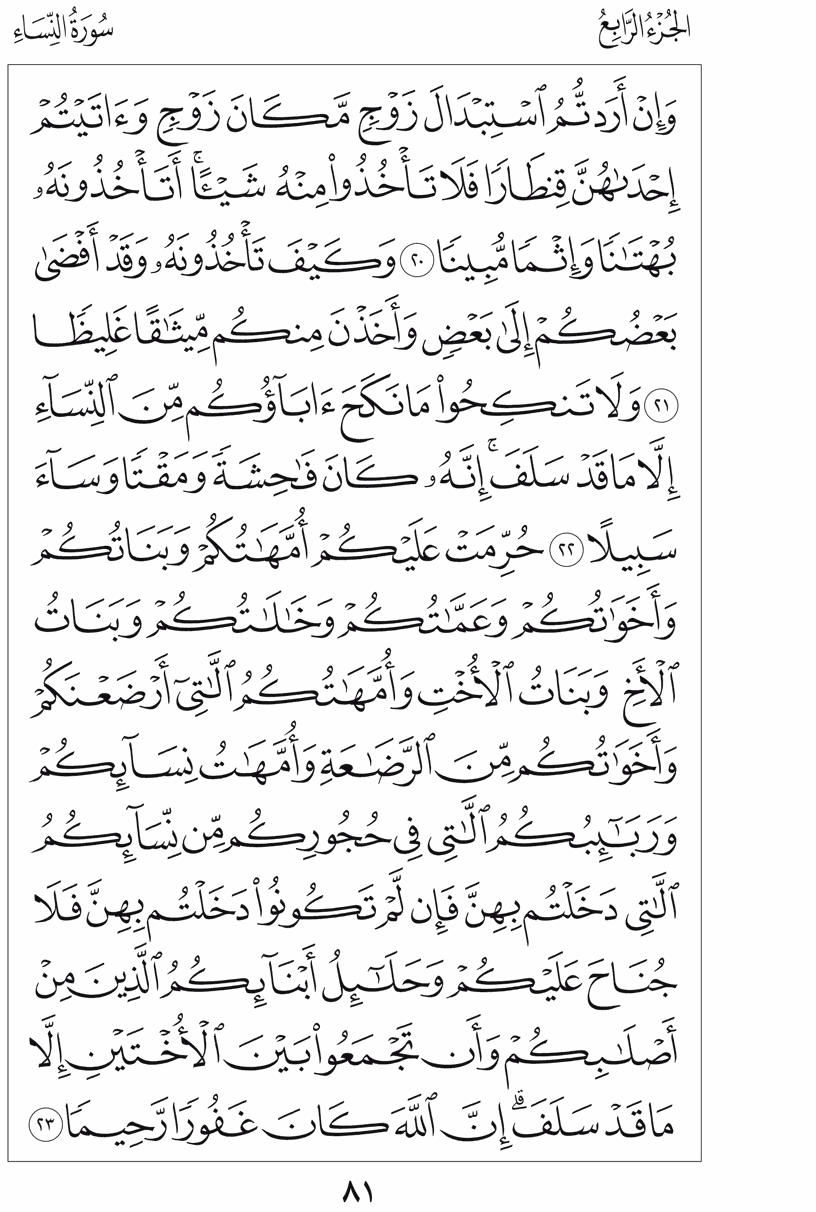 الجُزْءُ الرَّابِعُ
سُورَةُ النِّسَاءِ
وَإِنْ أَرَدتُّمُ ٱسْتِبْدَالَ زَوْجٍ مَّكَانَ زَوْجٍ وَءَاتَيْتُمْ
إِحْدَىٰهُنَّ قِنطَارًا فَلَا تَأْخُذُوا۟ مِنْهُ شَيْـًٔا ۚ أَتَأْخُذُونَهُۥ
بُهْتَـٰنًا وَإِثْمًا مُّبِينًا ٢٠ وَكَيْفَ تَأْخُذُونَهُۥ وَقَدْ أَفْضَىٰ
بَعْضُكُمْ إِلَىٰ بَعْضٍ وَأَخَذْنَ مِنكُم مِّيثَـٰقًا غَلِيظًا
٢١ وَلَا تَنكِحُوا۟ مَا نَكَحَ ءَابَآؤُكُم مِّنَ ٱلنِّسَآءِ
إِلَّا مَا قَدْ سَلَفَ ۚ إِنَّهُۥ كَانَ فَـٰحِشَةً وَمَقْتًا وَسَآءَ
سَبِيلًا ٢٢ حُرِّمَتْ عَلَيْكُمْ أُمَّهَـٰتُكُمْ وَبَنَاتُكُمْ
وَأَخَوَٰتُكُمْ وَعَمَّـٰتُكُمْ وَخَـٰلَـٰتُكُمْ وَبَنَاتُ
ٱلْأَخِ وَبَنَاتُ ٱلْأُخْتِ وَأُمَّهَـٰتُكُمُ ٱلَّـٰتِىٓ أَرْضَعْنَكُمْ
وَأَخَوَٰتُكُم مِّنَ ٱلرَّضَـٰعَةِ وَأُمَّهَـٰتُ نِسَآئِكُمْ
وَرَبَـٰٓئِبُكُمُ ٱلَّـٰتِى فِى حُجُورِكُم مِّن نِّسَآئِكُمُ
ٱلَّـٰتِى دَخَلْتُم بِهِنَّ فَإِن لَّمْ تَكُونُوا۟ دَخَلْتُم بِهِنَّ فَلَا
جُنَاحَ عَلَيْكُمْ وَحَلَـٰٓئِلُ أَبْنَآئِكُمُ ٱلَّذِينَ مِنْ
أَصْلَـٰبِكُمْ وَأَن تَجْمَعُوا۟ بَيْنَ ٱلْأُخْتَيْنِ إِلَّا
مَا قَدْ سَلَفَ ۗ إِنَّ ٱللَّهَ كَانَ غَفُورًا رَّحِيمًا ٢٣
٨١